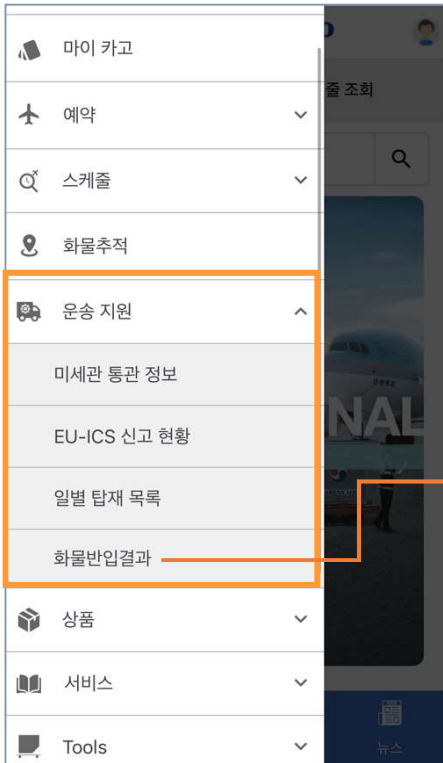 마이 카고
줄 조회
예약
스케줄
화물추적
운송 지원
미세관 통관 정보
EU-ICS 신고 현황
NAL
일별 탑재 목록
화물반입결과
상품
서비스
Tools
뉴스